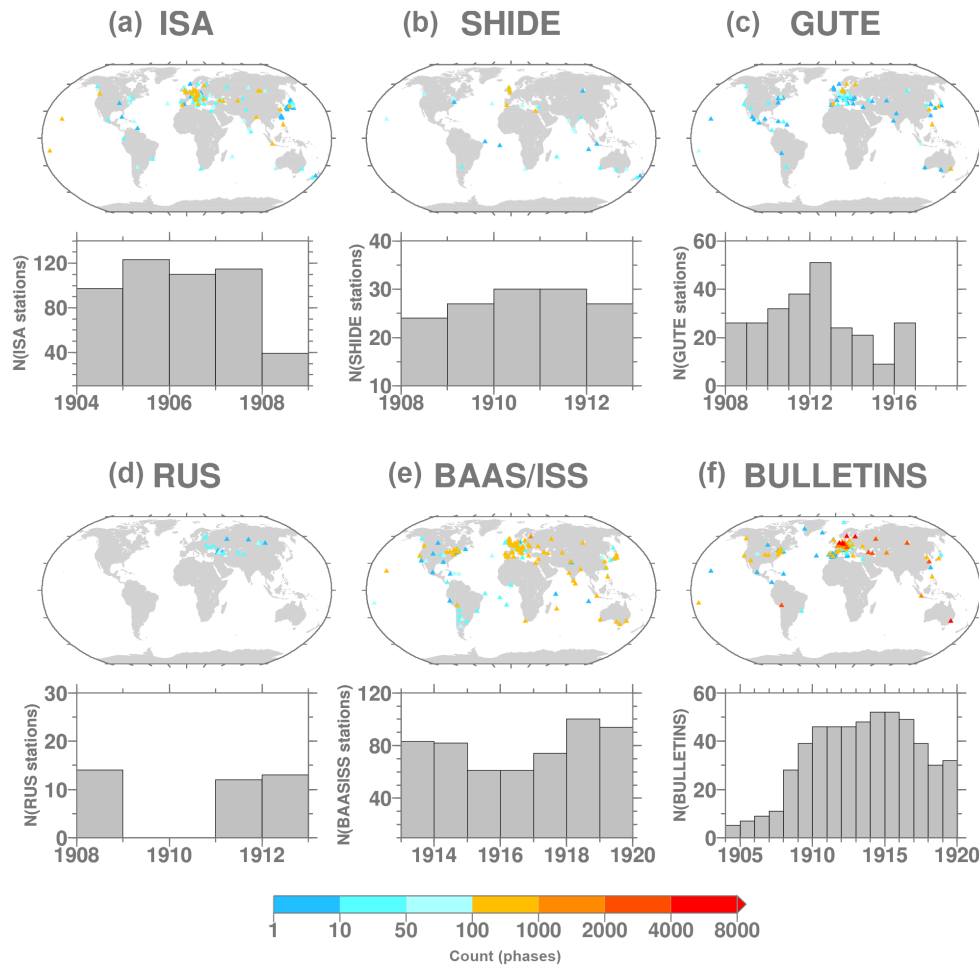 (a) ISA
(b) SHIDE
(c) GUTE
N(ISA stations)
120
80
40
1904 1906 1908
N(SHIDE stations)
40
30
20
10
1908 1910 1912
N(GUTE stations)
60
40
20
0
1908 1912 1916
(d) RUS
(e) BAAS/ISS
(f) BULLETINS
N(RUS stations)
30
20
10
0
1908 1910 1912
N(BAASISS stations)
120
80
40
1914 1916 1918 1920
N(BULLETINS)
60
40
20
0
1905 1910 1915 1920
1 10 50 100 1000 2000 4000 8000
Count (phases)